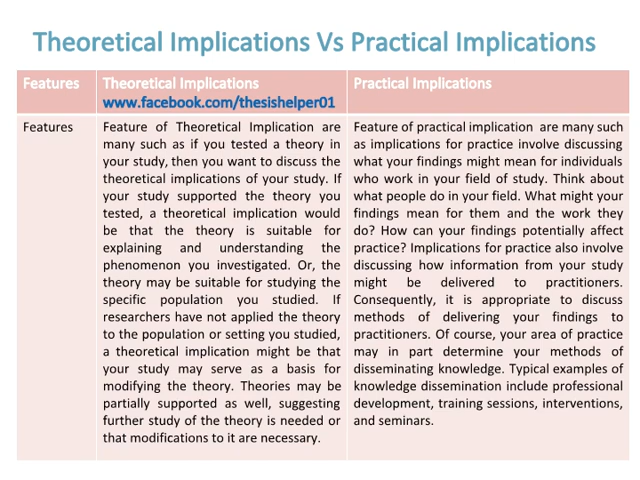 Theoretical Implications Vs Practical Implications
Features
Theoretical Implications
www.facebook.com/thesishelper01
Practical Implications
Features
Feature of Theoretical Implication are
many such as if you tested a theory in
your study, then you want to discuss the
theoretical implications of your study. If
your study supported the theory you
tested, a theoretical implication would
be that the theory is suitable for
explaining and understanding the
phenomenon you investigated. Or, the
theory may be suitable for studying the
specific population you studied. If
researchers have not applied the theory
to the population or setting you studied,
a theoretical implication might be that
your study may serve as a basis for
modifying the theory. Theories may be
partially supported as well, suggesting
further study of the theory is needed or
that modifications to it are necessary.
Feature of practical implication are many such
as implications for practice involve discussing
what your findings might mean for individuals
who work in your field of study. Think about
what people do in your field. What might your
findings mean for them and the work they
do? How can your findings potentially affect
practice? Implications for practice also involve
discussing how information from your study
might be delivered to practitioners.
Consequently, it is appropriate to discuss
methods of delivering your findings to
practitioners. Of course, your area of practice
may in part determine your methods of
disseminating knowledge. Typical examples of
knowledge dissemination include professional
development, training sessions, interventions,
and seminars.